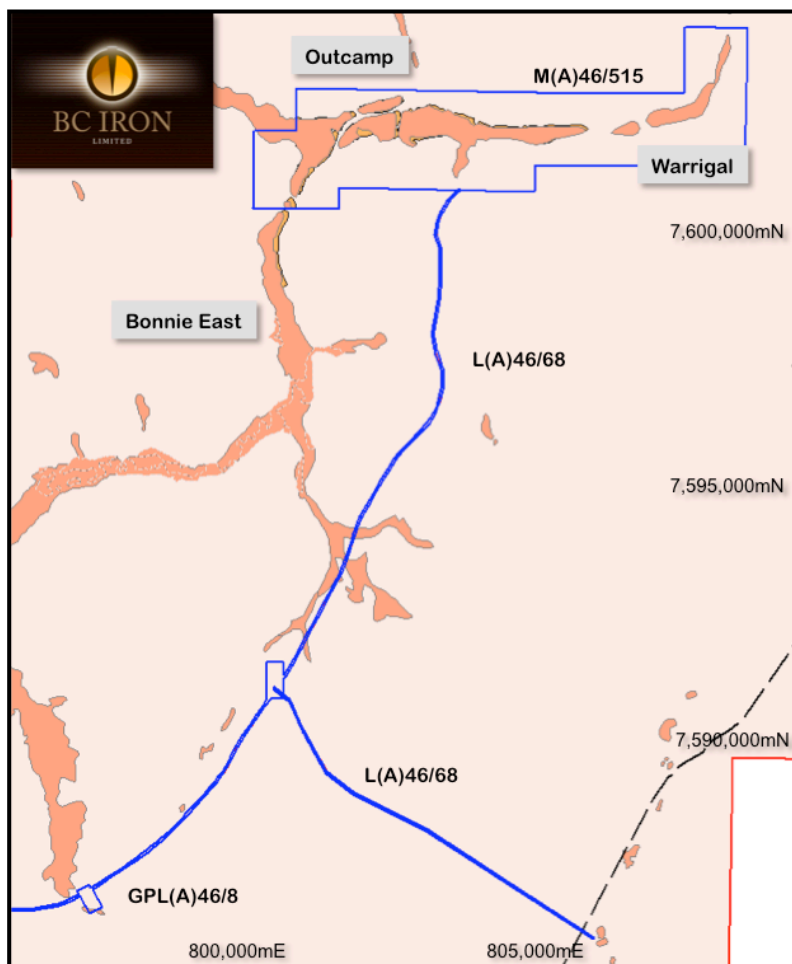 BC IRON
LIMITED
Outcamp
M(A)46/515
Warrigal
7,600,000mN
Bonnie East
L(A)46/68
7,595,000mN
7,590,000mN
L(A)46/68
GPL(A)46/8
800,000mE
805,000mE